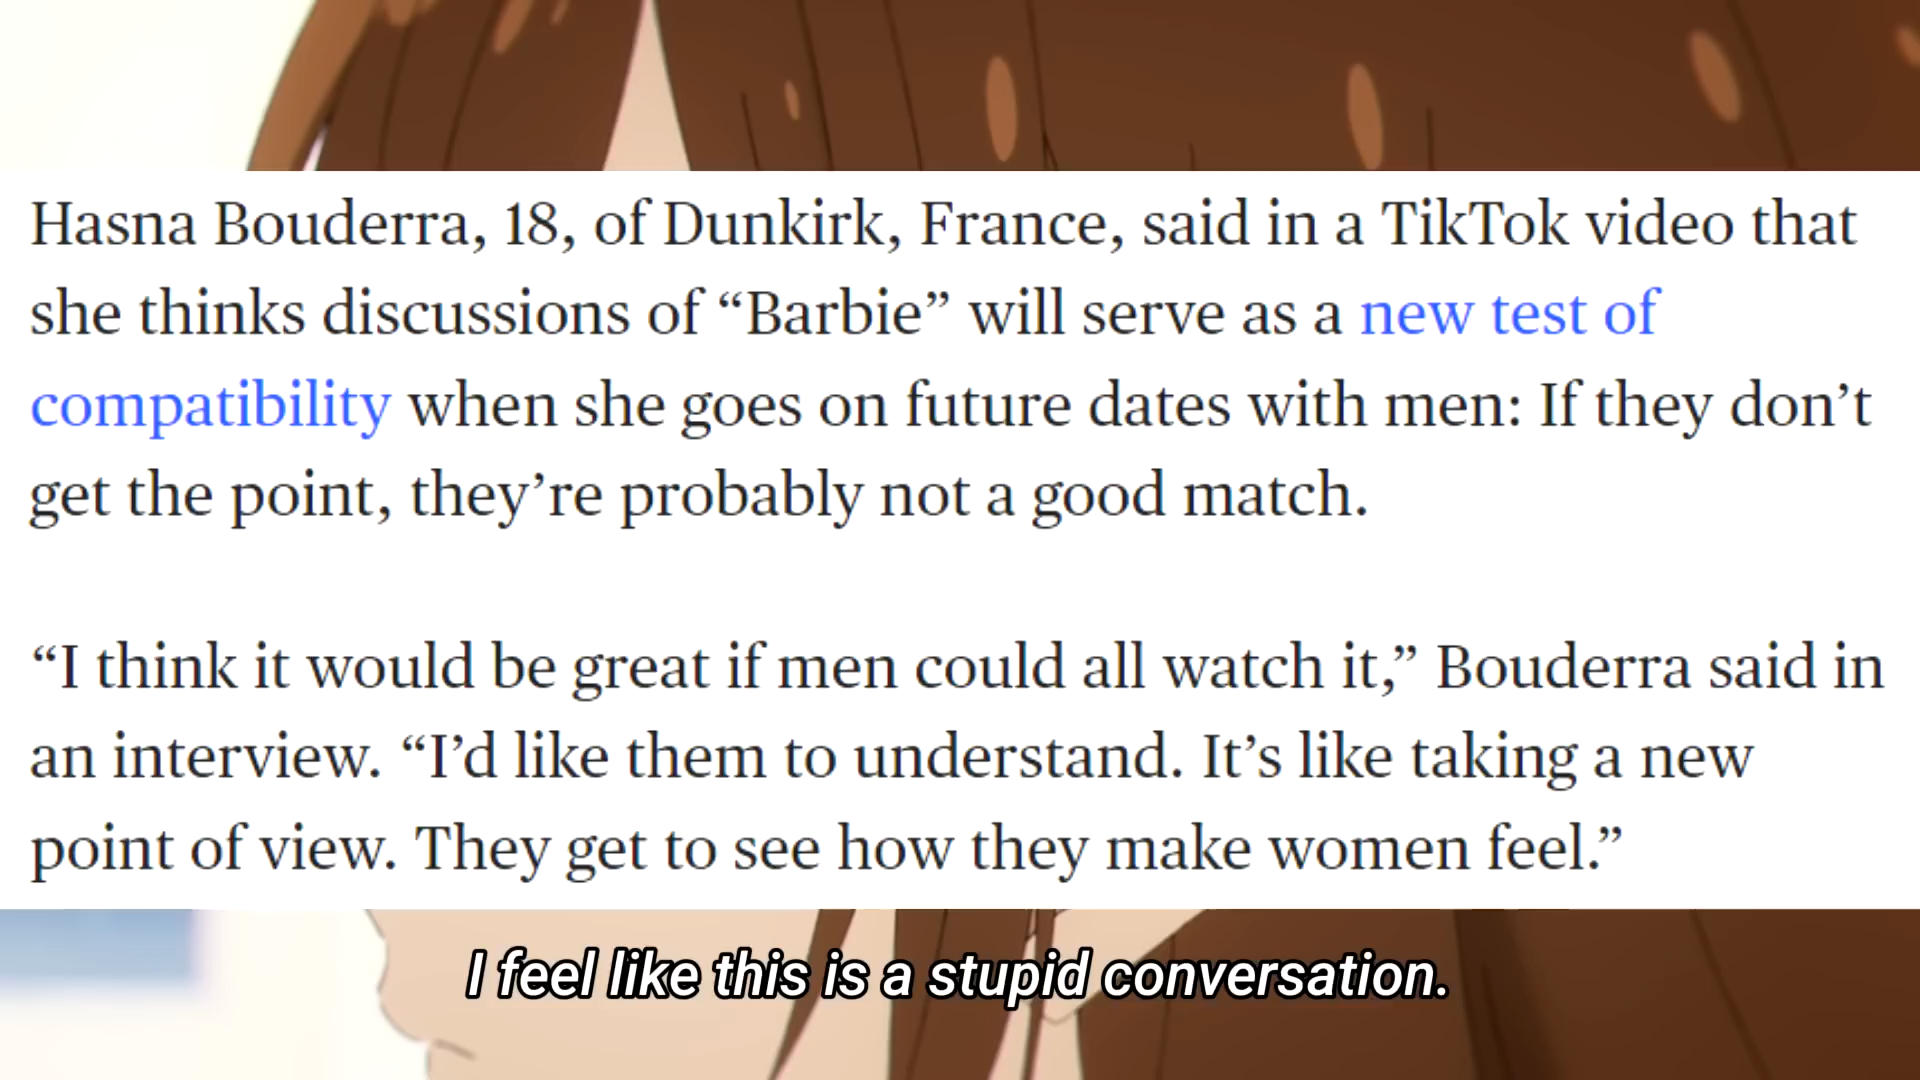 Hasna Bouderra, 18, of Dunkirk, France, said in a TikTok video that
she thinks discussions of “Barbie” will serve as a new test of
compatibility when she goes on future dates with men: If they don’t
get the point, they’re probably not a good match.
“I think it would be great if men could all watch it,” Bouderra said in
an interview. “I’d like them to understand. It’s like taking a new
point of view. They get to see how they make women feel.”
I feel like this is a stupid conversation.